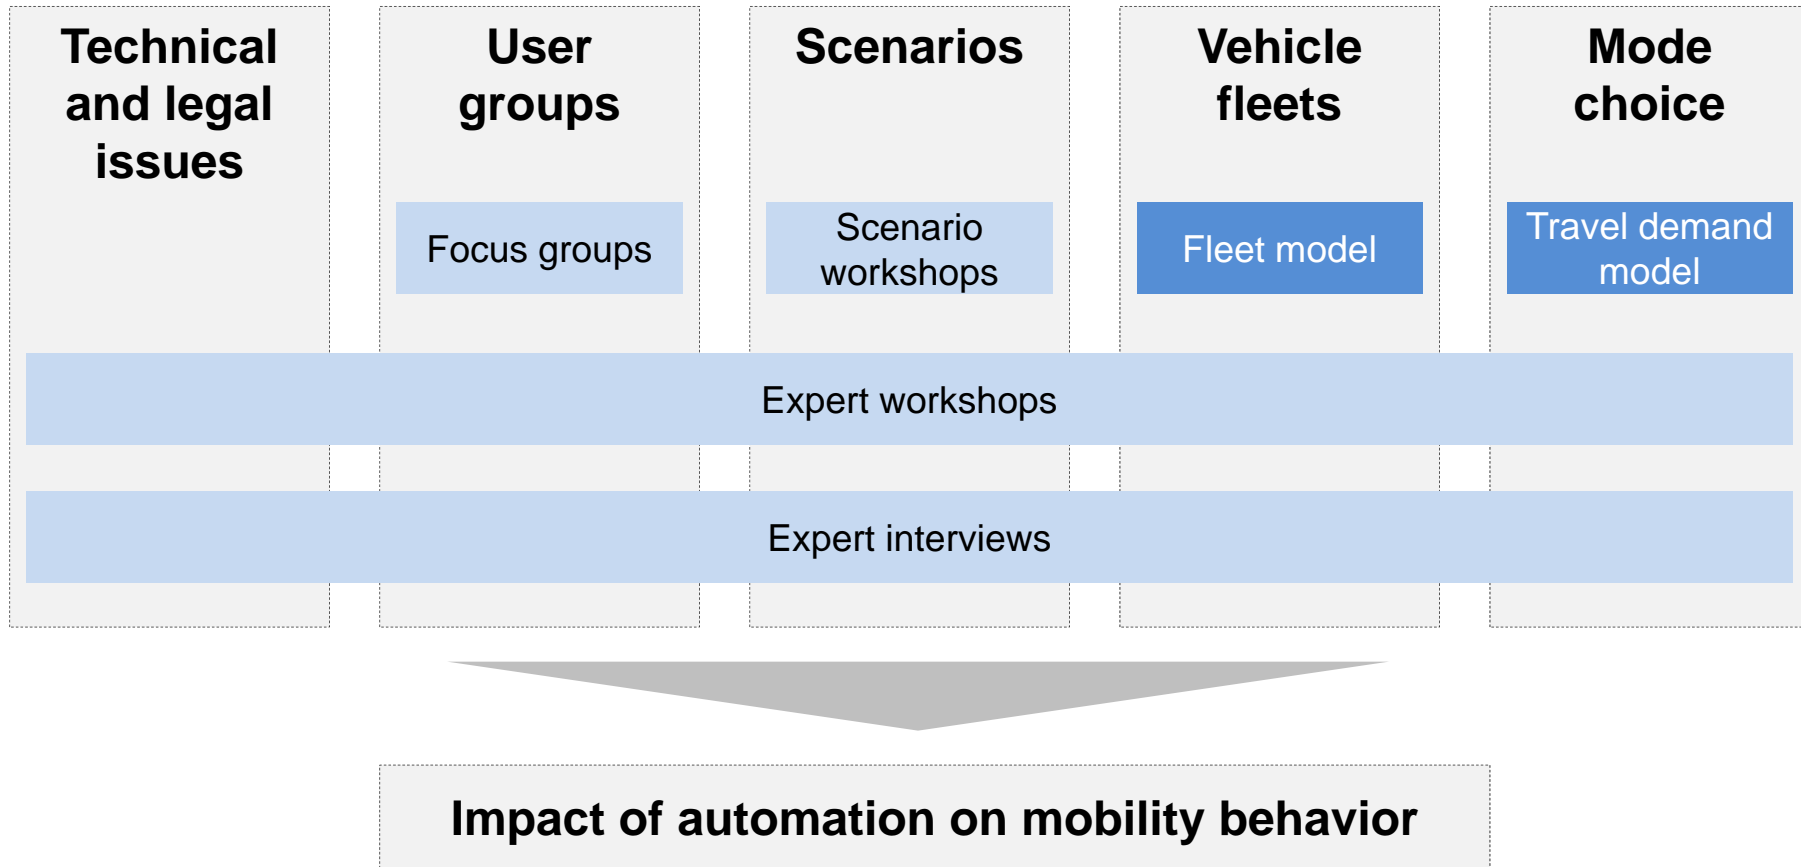 Technical
and legal
issues
User
groups
Scenarios
Vehicle
fleets
Mode
choice
Focus groups
Scenario
workshops
Fleet model
Travel demand
model
Expert workshops
Expert interviews
Impact of automation on mobility behavior